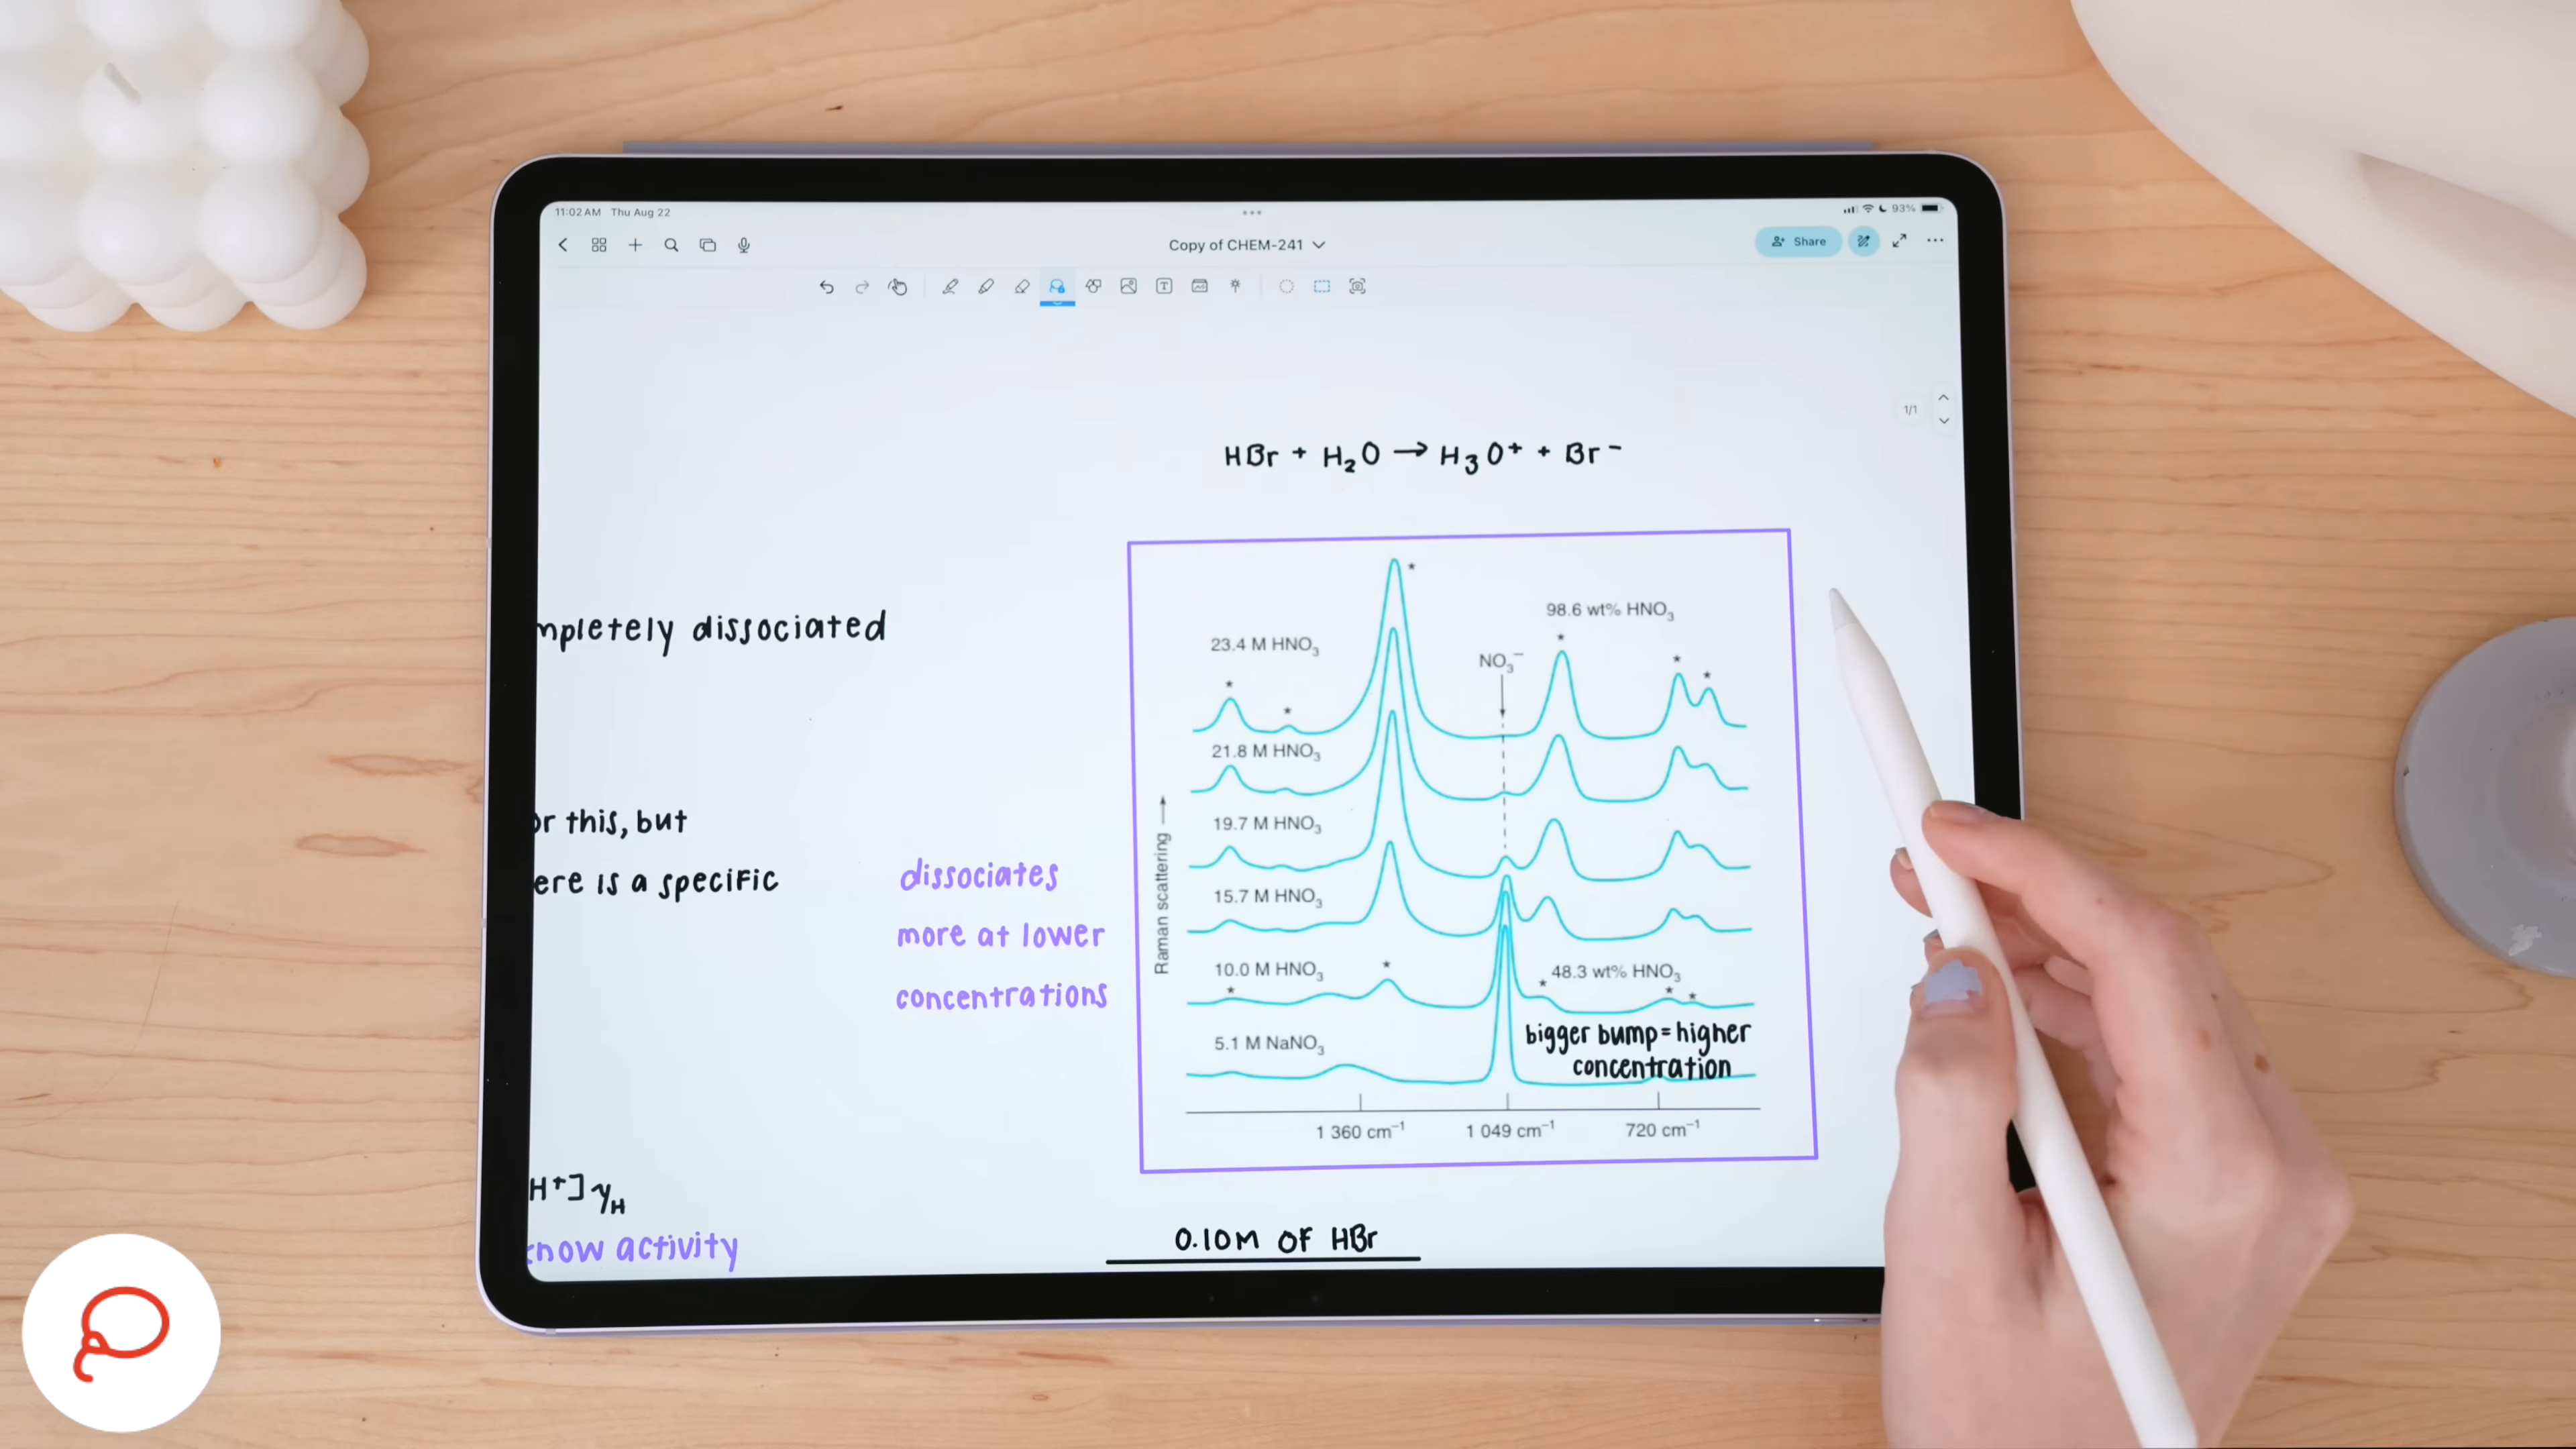 11:02 AM Thu Aug 22
93%
Copy of CHEM-241
Share
1/1
HBr + H₂O → H₃O⁺ + Br⁻
dissociated
this, but
is a specific
dissociates
more at lower
concentrations
H⁺]γH
activity
98.6 wt% HNO₃
23.4 M HNO₃
NO₃⁻
21.8 M HNO₃
19.7 M HNO₃
15.7 M HNO₃
10.0 M HNO₃
48.3 wt% HNO₃
5.1 M NaNO₃
bigger bump = higher
concentration
Raman scattering →
1 360 cm⁻¹ 1 049 cm⁻¹ 720 cm⁻¹
0.10M OF HBr